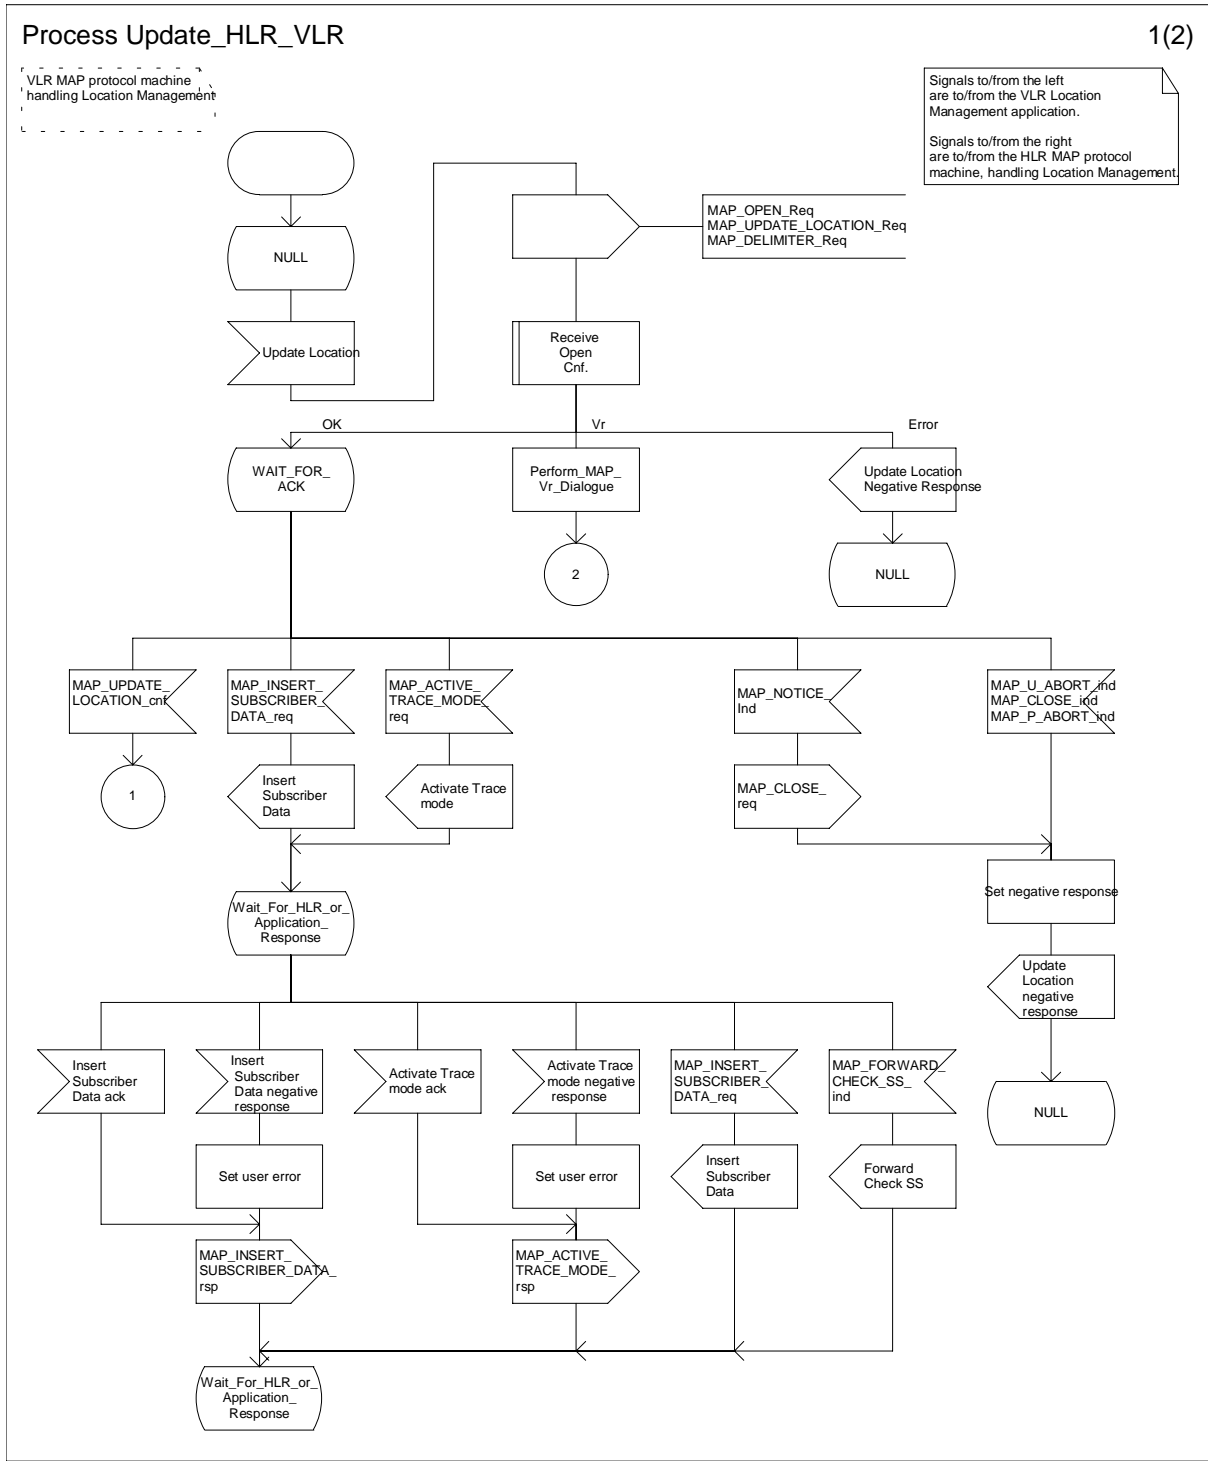 Process Update_HLR_VLR
1(2)
VLR MAP protocol machine
handling Location Management
Signals to/from the left
are to/from the VLR Location
Management application.
Signals to/from the right
are to/from the HLR MAP protocol
machine, handling Location Management.
NULL
MAP_OPEN_Req
MAP_UPDATE_LOCATION_Req
MAP_DELIMITER_Req
Update Location
Receive
Open
Cnf.
OK
Vr
Error
WAIT_FOR_
ACK
Perform_MAP_
Vr_Dialogue
Update Location
Negative Response
2
NULL
MAP_UPDATE_
LOCATION_cnf
MAP_INSERT_
SUBSCRIBER_
DATA_req
MAP_ACTIVE_
TRACE_MODE_
req
MAP_NOTICE_
Ind
MAP_U_ABORT_ind
MAP_CLOSE_ind
MAP_P_ABORT_ind
1
Insert
Subscriber
Data
Activate Trace
mode
MAP_CLOSE_
req
Set negative response
Wait_For_HLR_or_
Application_
Response
Update
Location
negative
response
Insert
Subscriber
Data ack
Insert
Subscriber
Data negative
response
Activate Trace
mode ack
Activate Trace
mode negative
response
MAP_INSERT_
SUBSCRIBER_
DATA_req
MAP_FORWARD_
CHECK_SS_
ind
NULL
Set user error
Set user error
Insert
Subscriber
Data
Forward
Check SS
MAP_INSERT_
SUBSCRIBER_DATA_
rsp
MAP_ACTIVE_
TRACE_MODE_
rsp
Wait_For_HLR_or_
Application_
Response